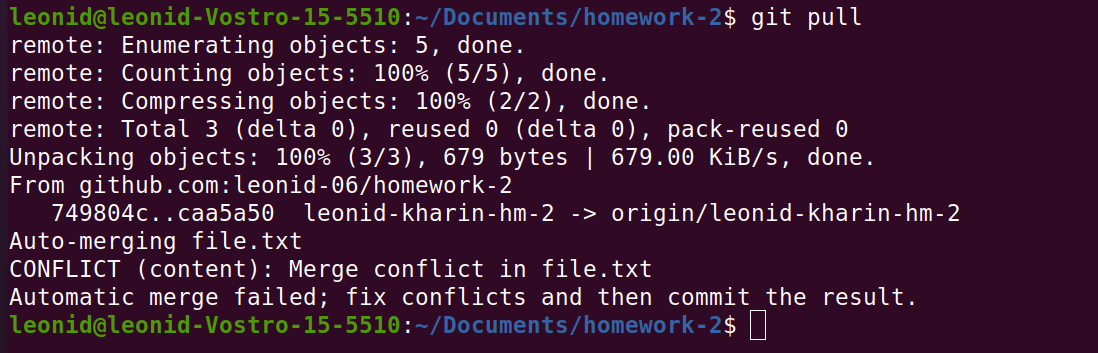 leonid@leonid-Vostro-15-5510:~/Documents/homework-2$ git pull
remote: Enumerating objects: 5, done.
remote: Counting objects: 100% (5/5), done.
remote: Compressing objects: 100% (2/2), done.
remote: Total 3 (delta 0), reused 0 (delta 0), pack-reused 0
Unpacking objects: 100% (3/3), 679 bytes | 679.00 KiB/s, done.
From github.com:leonid-06/homework-2
   749804c..caa5a50  leonid-kharin-hm-2 -> origin/leonid-kharin-hm-2
Auto-merging file.txt
CONFLICT (content): Merge conflict in file.txt
Automatic merge failed; fix conflicts and then commit the result.
leonid@leonid-Vostro-15-5510:~/Documents/homework-2$